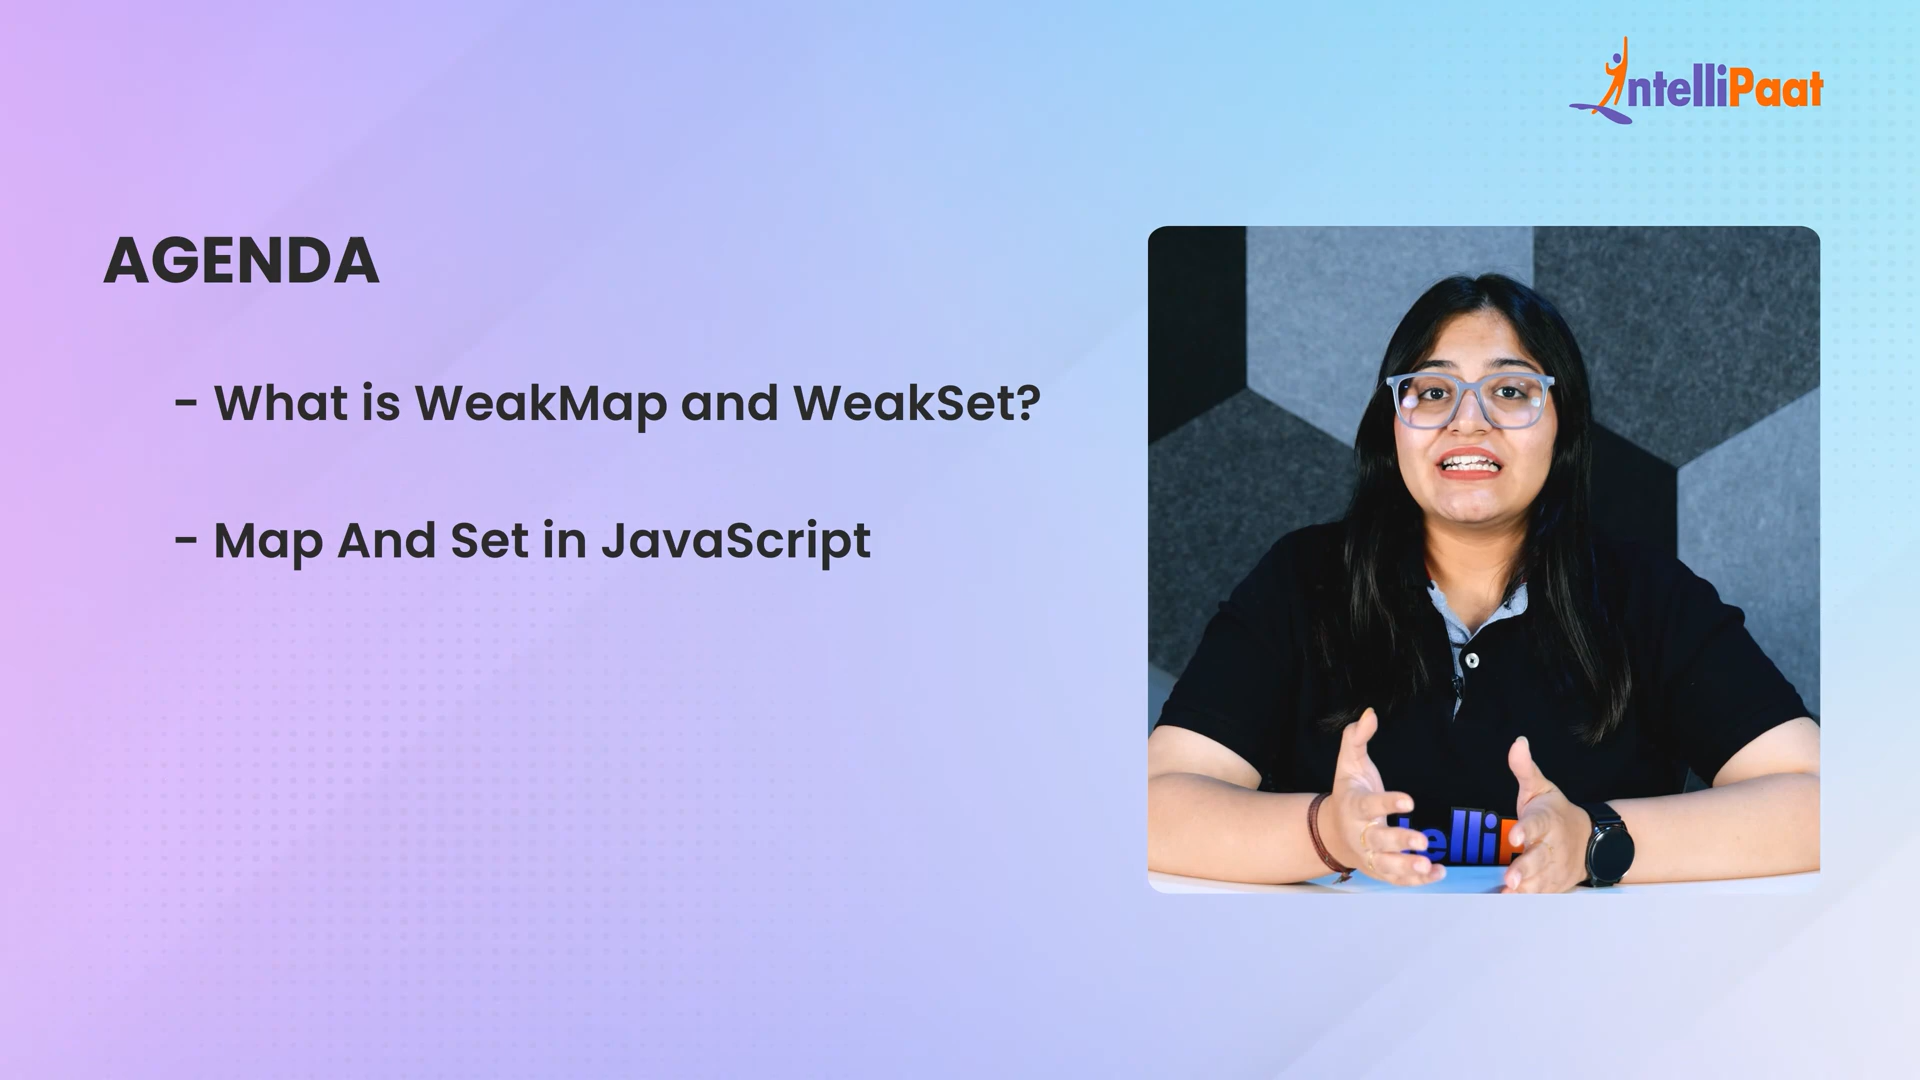 IntelliPaat
AGENDA
- What is WeakMap and WeakSet?
- Map And Set in JavaScript